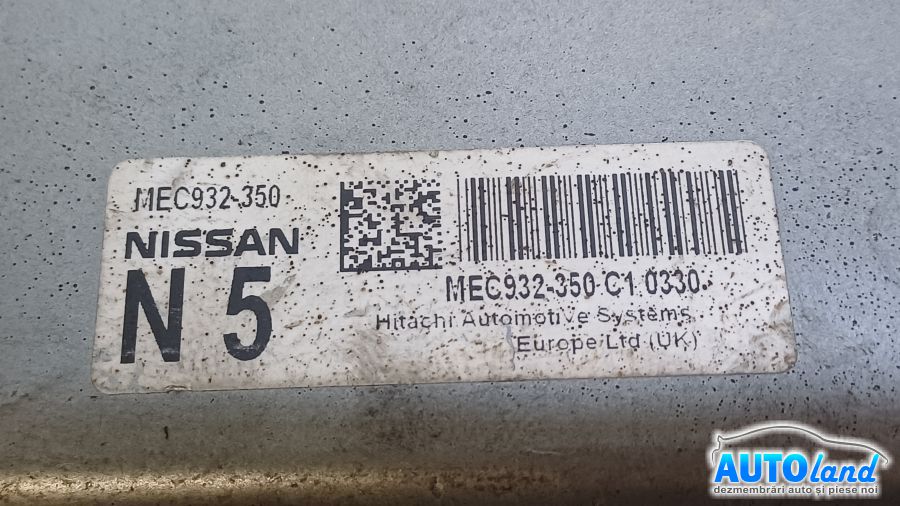 MEC932-350
NISSAN
N 5
MEC932-350 C1 0330
Hitachi Automotive Systems
Europe Ltd (UK)
AUTOland
dezmembrări auto și piese noi